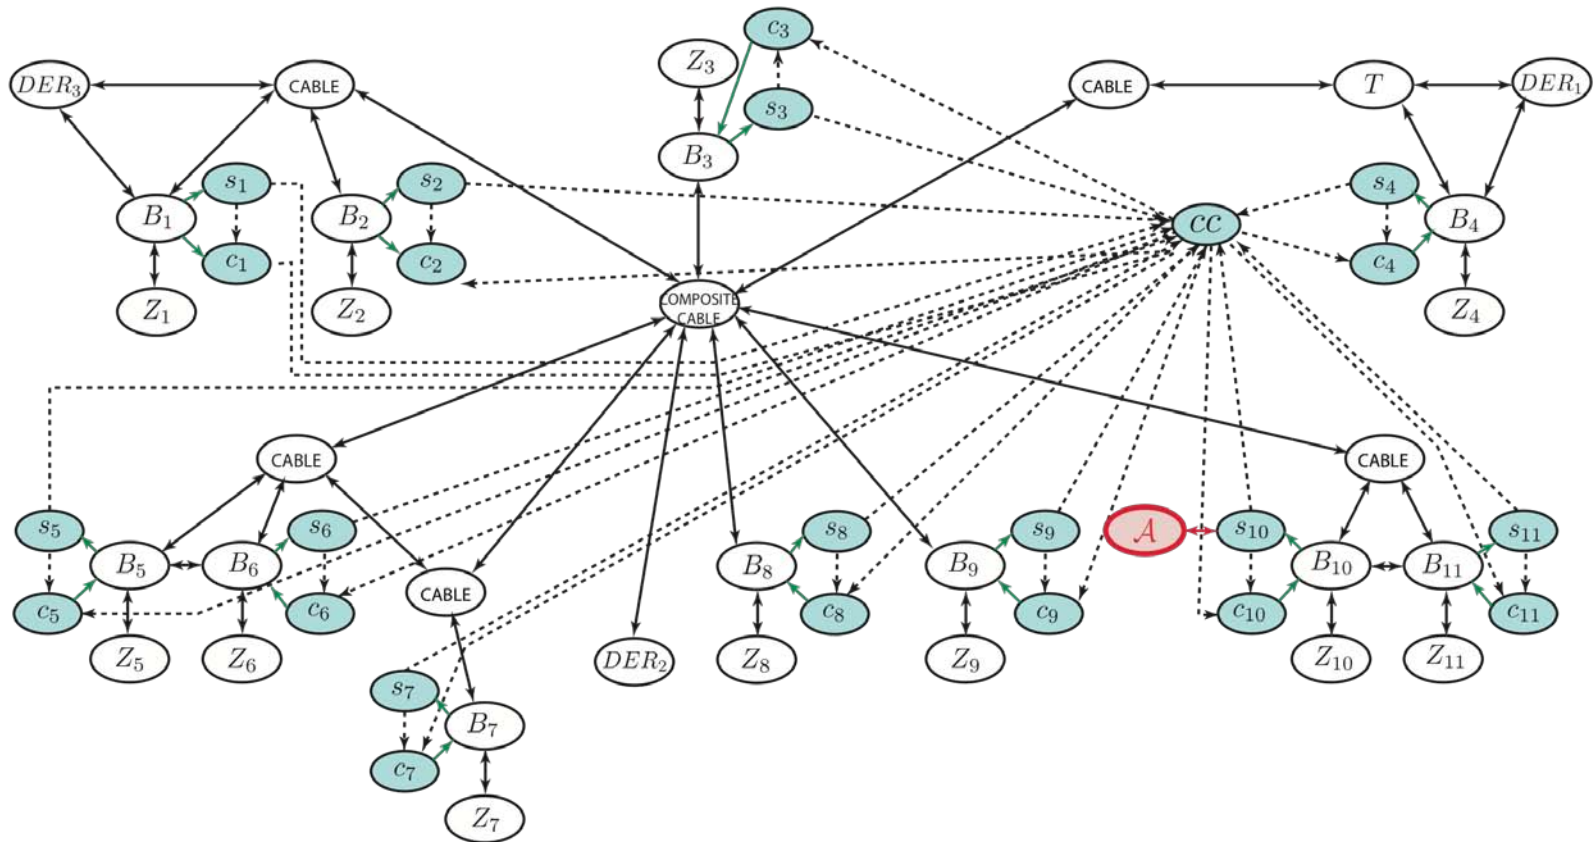 c₃
Z₃
DER₃
CABLE
CABLE
T
DER₁
s₃
B₃
s₁
s₂
s₄
B₁
B₂
CC
B₄
c₁
c₂
c₄
Z₁
Z₂
COMPOSITE
CABLE
Z₄
CABLE
CABLE
s₅
s₆
s₈
s₉
A
s₁₀
s₁₁
B₅
B₆
CABLE
B₈
B₉
B₁₀
B₁₁
c₅
c₆
c₈
c₉
c₁₀
c₁₁
Z₅
Z₆
DER₂
Z₈
Z₉
Z₁₀
Z₁₁
s₇
B₇
c₇
Z₇